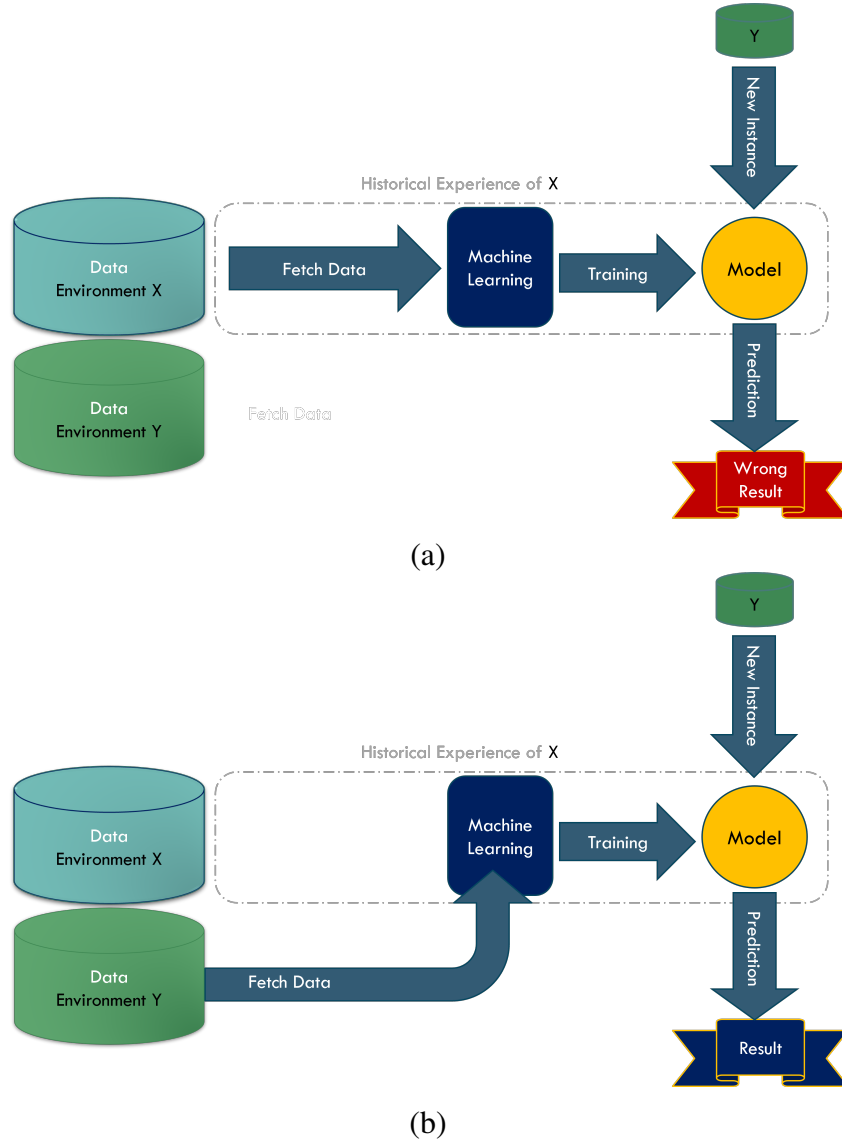 Y
New Instance
Historical Experience of X
Data
Environment X
Fetch Data
Machine
Learning
Training
Model
Prediction
Data
Environment Y
Fetch Data
Wrong
Result
(a)
Y
New Instance
Historical Experience of X
Data
Environment X
Machine
Learning
Training
Model
Prediction
Data
Environment Y
Fetch Data
Result
(b)